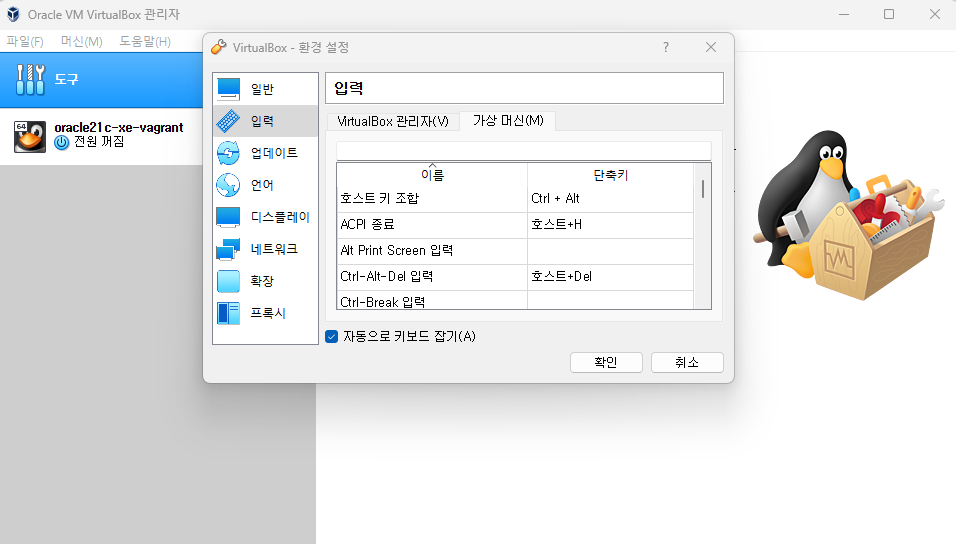 Oracle VM VirtualBox 관리자
파일(F) 머신(M) 도움말(H)
도구
64
oracle21c-xe-vagrant
전원 꺼짐
VirtualBox - 환경 설정
?
일반
입력
업데이트
언어
디스플레이
네트워크
확장
프록시
입력
VirtualBox 관리자(V) 가상 머신(M)
이름 단축키
호스트 키 조합 Ctrl + Alt
ACPI 종료 호스트+H
Alt Print Screen 입력
Ctrl-Alt-Del 입력 호스트+Del
Ctrl-Break 입력
자동으로 키보드 잡기(A)
확인 취소